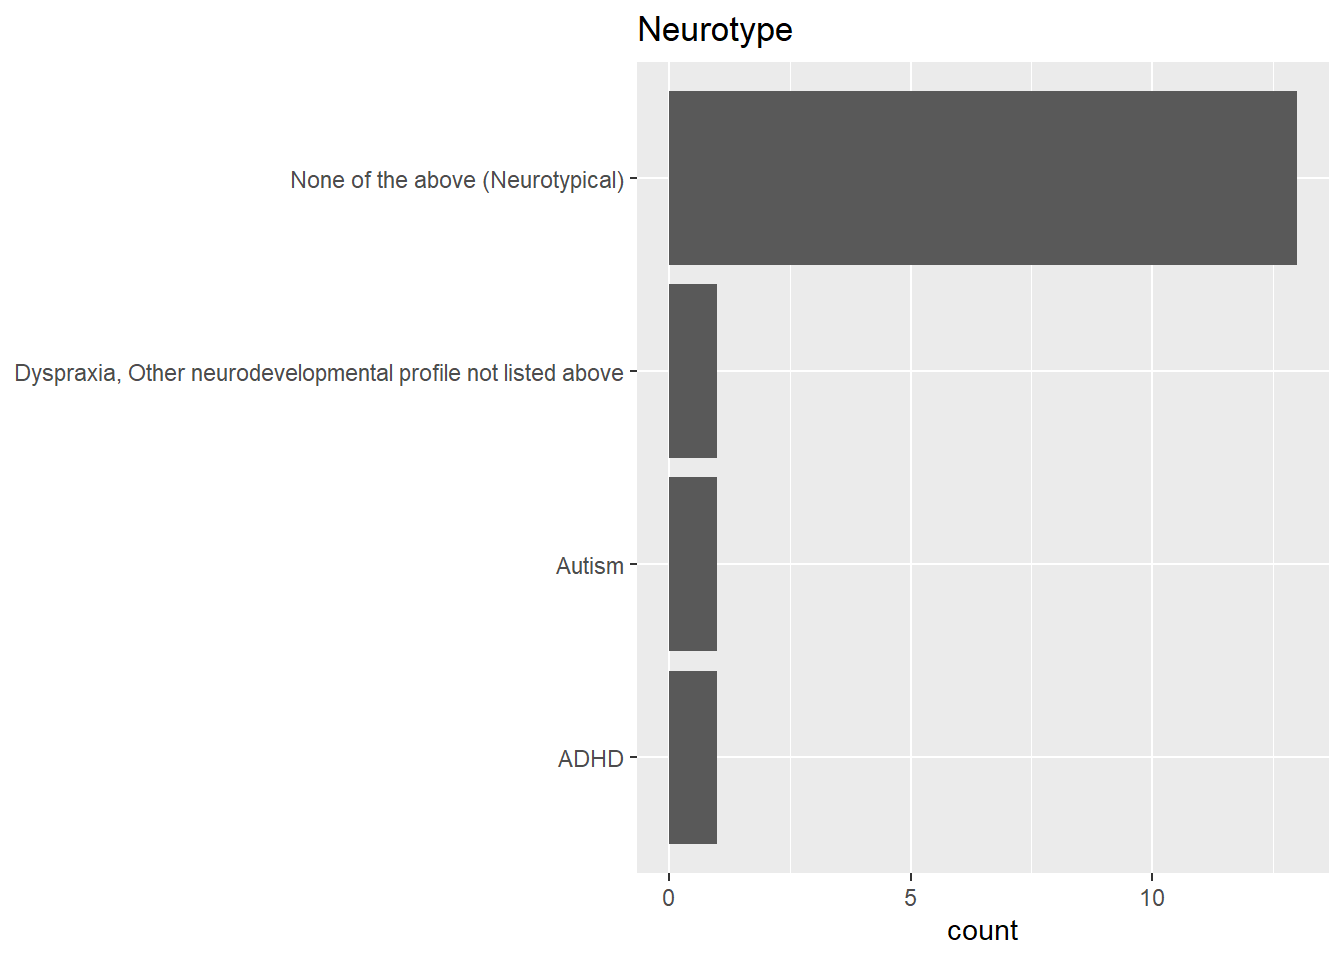 Neurotype
None of the above (Neurotypical)
Dyspraxia, Other neurodevelopmental profile not listed above
Autism
ADHD
0 5 10
count